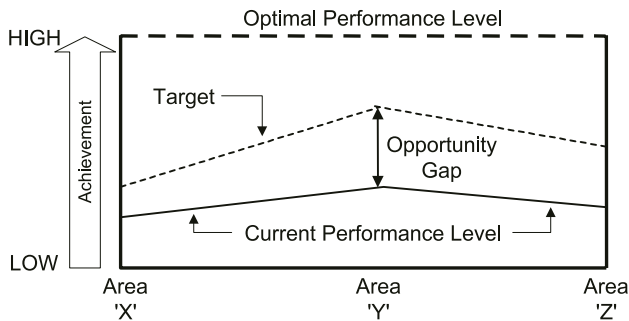 Optimal Performance Level
HIGH
Target
Achievement
Opportunity
Gap
Current Performance Level
LOW
Area
'X'
Area
'Y'
Area
'Z'